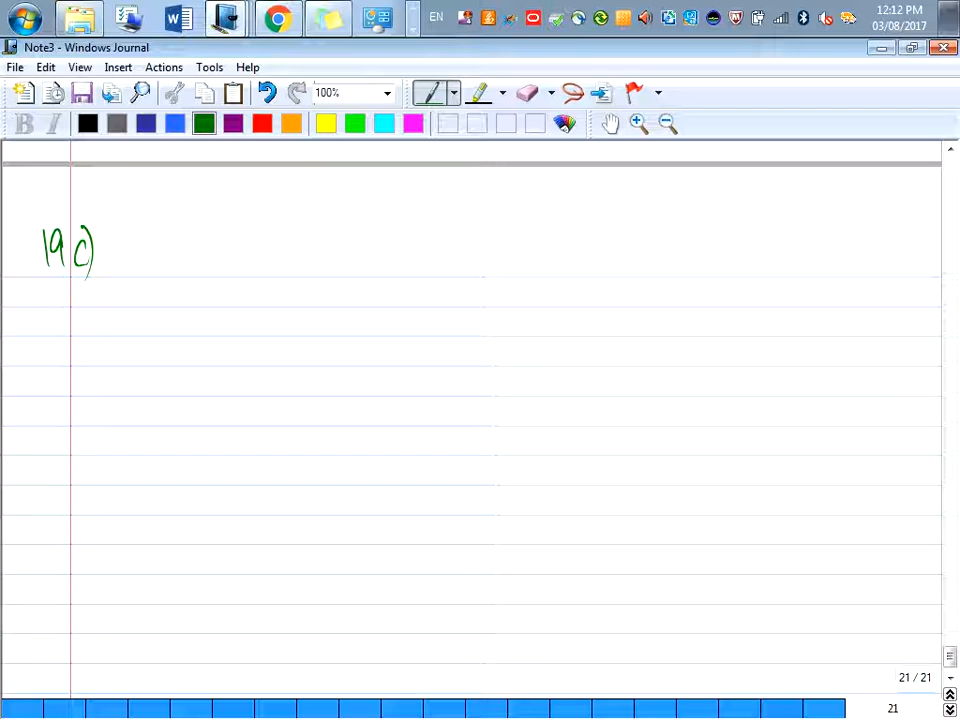 EN
12:12 PM
03/08/2017
Note3 - Windows Journal
File Edit View Insert Actions Tools Help
100%
B I
19 c)
21 / 21
21